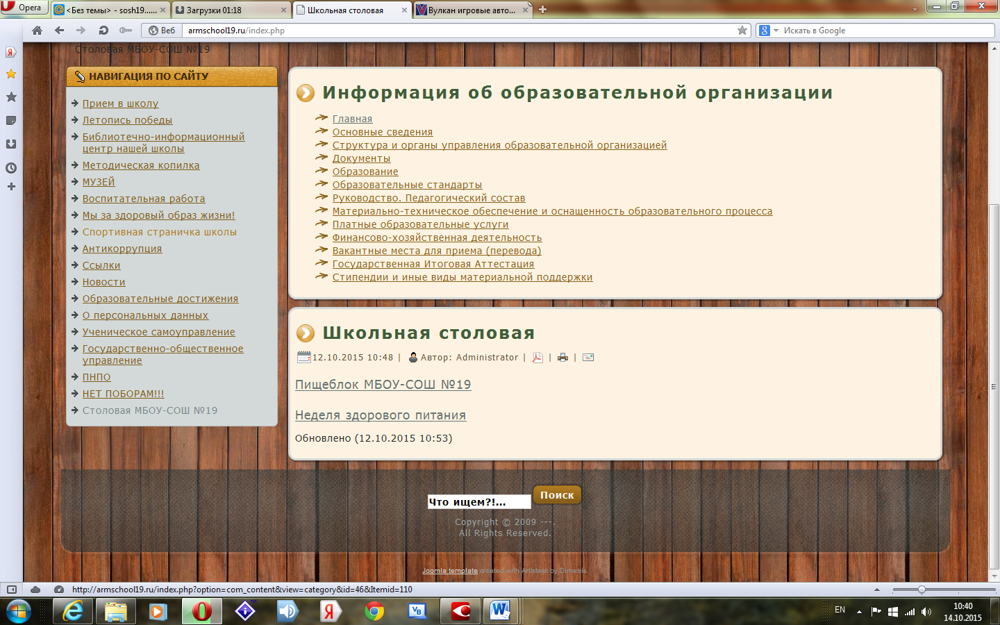 Opera
<Без темы> - sosh19......
Загрузки 01:18
Школьная столовая
Вулкан игровые авто...
Веб
armschool19.ru/index.php
Искать в Google
Столовая МБОУ-СОШ №19
НАВИГАЦИЯ ПО САЙТУ
Прием в школу
Летопись победы
Библиотечно-информационный
центр нашей школы
Методическая копилка
МУЗЕЙ
Воспитательная работа
Мы за здоровый образ жизни!
Спортивная страничка школы
Антикоррупция
Ссылки
Новости
Образовательные достижения
О персональных данных
Ученическое самоуправление
Государственно-общественное
управление
ПНПО
НЕТ ПОБОРАМ!!!
Столовая МБОУ-СОШ №19
Информация об образовательной организации
Главная
Основные сведения
Структура и органы управления образовательной организацией
Документы
Образование
Образовательные стандарты
Руководство. Педагогический состав
Материально-техническое обеспечение и оснащенность образовательного процесса
Платные образовательные услуги
Финансово-хозяйственная деятельность
Вакантные места для приема (перевода)
Государственная Итоговая Аттестация
Стипендии и иные виды материальной поддержки
Школьная столовая
12.10.2015 10:48 | Автор: Administrator | | |
Пищеблок МБОУ-СОШ №19
Неделя здорового питания
Обновлено (12.10.2015 10:53)
Что ищем?!...
Поиск
Copyright © 2009 ---.
All Rights Reserved.
Joomla template created with Artisteer by Dimetris.
http://armschool19.ru/index.php?option=com_content&view=category&id=46&Itemid=110
EN
10:40
14.10.2015